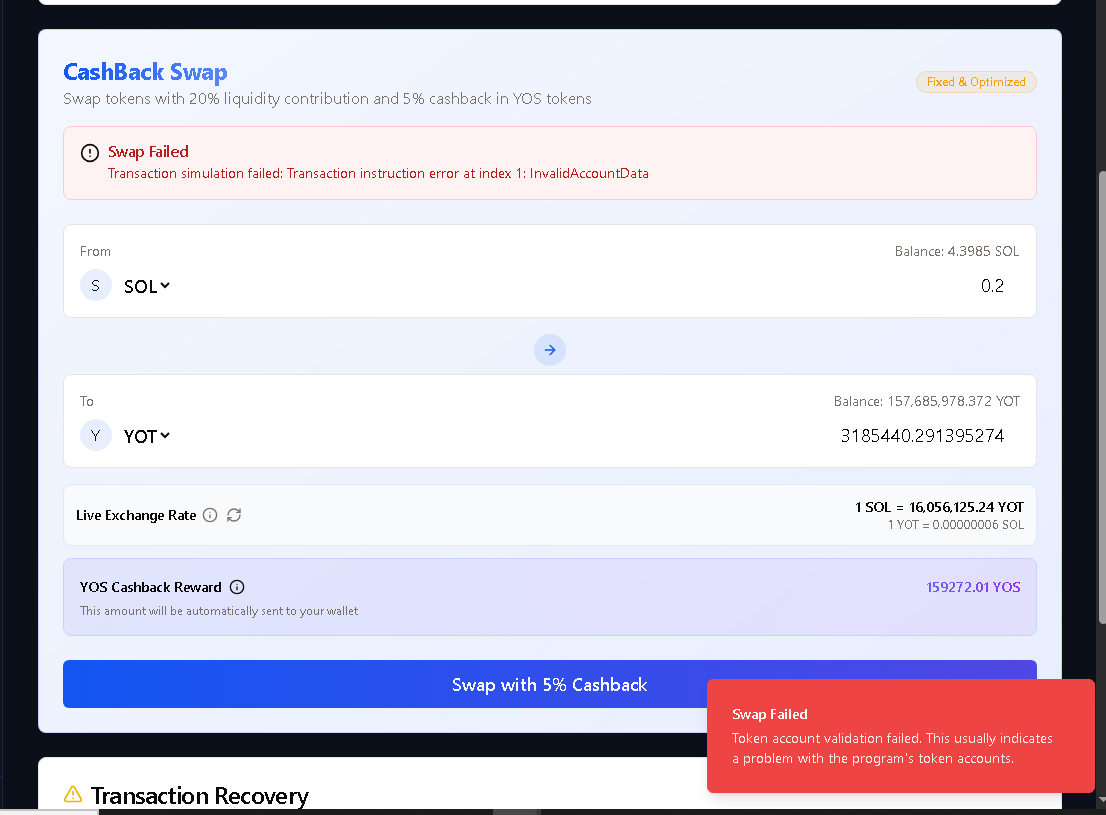 CashBack Swap
Swap tokens with 20% liquidity contribution and 5% cashback in YOS tokens
Fixed & Optimized
Swap Failed
Transaction simulation failed: Transaction instruction error at index 1: InvalidAccountData
From
Balance: 4.3985 SOL
S
SOL
0.2
To
Balance: 157,685,978.372 YOT
Y
YOT
3185440.291395274
Live Exchange Rate
1 SOL = 16,056,125.24 YOT
1 YOT = 0.00000006 SOL
YOS Cashback Reward
159272.01 YOS
This amount will be automatically sent to your wallet
Swap with 5% Cashback
Swap Failed
Token account validation failed. This usually indicates
a problem with the program's token accounts.
Transaction Recovery